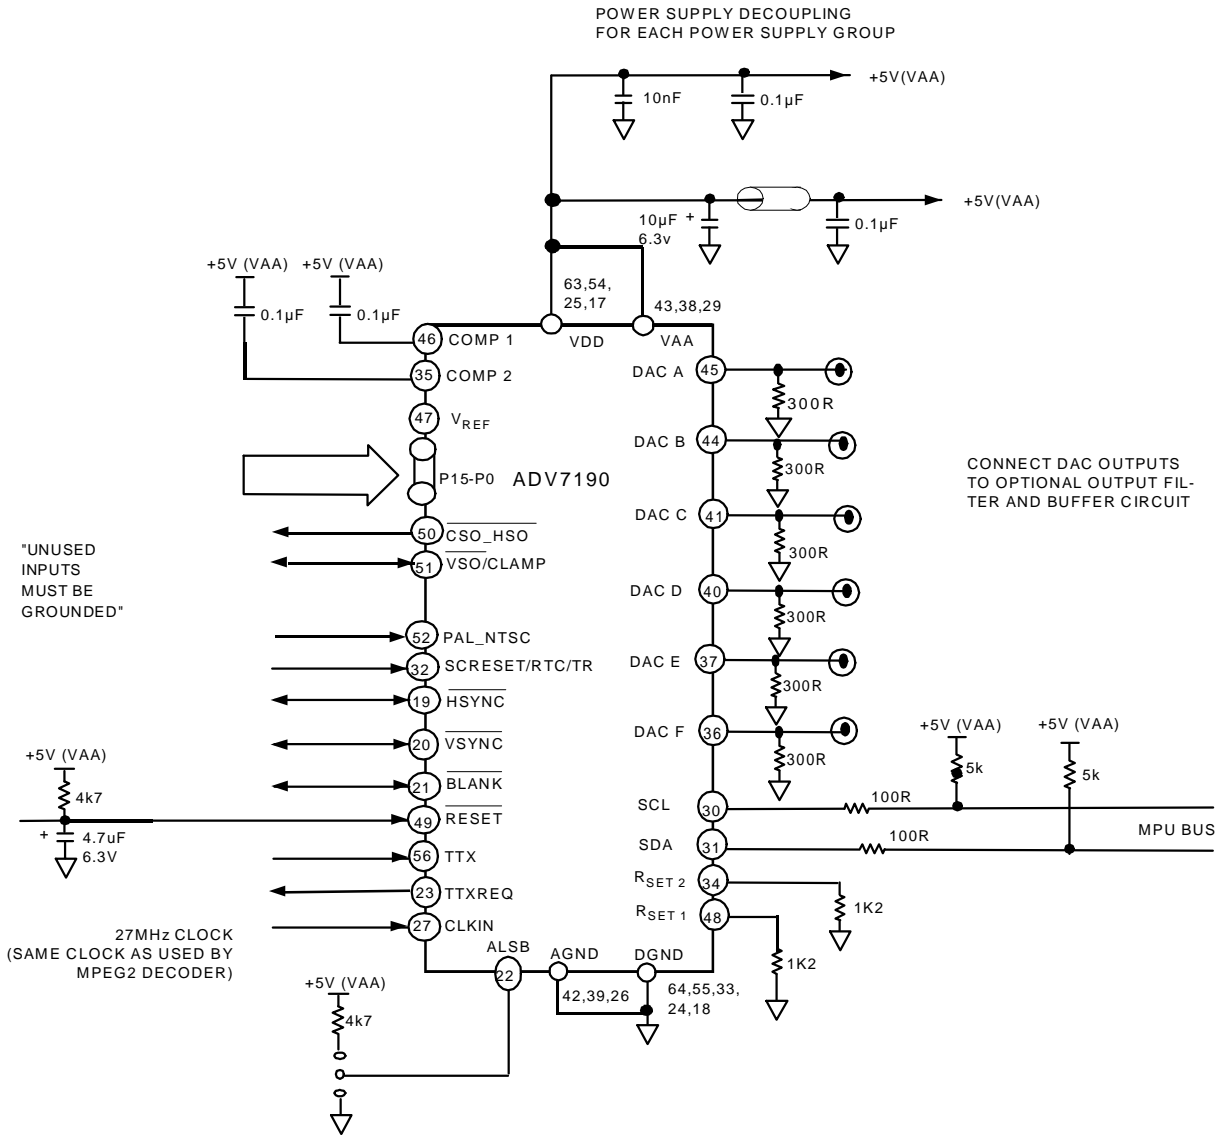 POWER SUPPLY DECOUPLING
FOR EACH POWER SUPPLY GROUP
+5V(VAA)
10nF
0.1µF
+5V(VAA)
10µF +
6.3v
0.1µF
+5V (VAA)
+5V (VAA)
63,54,
25,17
43,38,29
0.1µF
0.1µF
46
COMP 1
VDD
VAA
35
COMP 2
DAC A
45
300R
47
VREF
DAC B
44
300R
P15-P0
ADV7190
CONNECT DAC OUTPUTS
TO OPTIONAL OUTPUT FIL-
TER AND BUFFER CIRCUIT
DAC C
41
300R
50
CSO_HSO
"UNUSED
INPUTS
MUST BE
GROUNDED"
51
VSO/CLAMP
DAC D
40
300R
52
PAL_NTSC
32
SCRESET/RTC/TR
DAC E
37
300R
19
HSYNC
20
VSYNC
DAC F
36
300R
+5V (VAA)
+5V (VAA)
5k
5k
+5V (VAA)
4k7
21
BLANK
SCL
30
100R
49
RESET
+
4.7uF
6.3V
MPU BUS
SDA
31
100R
56
TTX
RSET 2
34
1K2
23
TTXREQ
RSET 1
48
1K2
27
CLKIN
27MHz CLOCK
(SAME CLOCK AS USED BY
MPEG2 DECODER)
ALSB
22
AGND
DGND
42,39,26
64,55,33,
24,18
+5V (VAA)
4k7